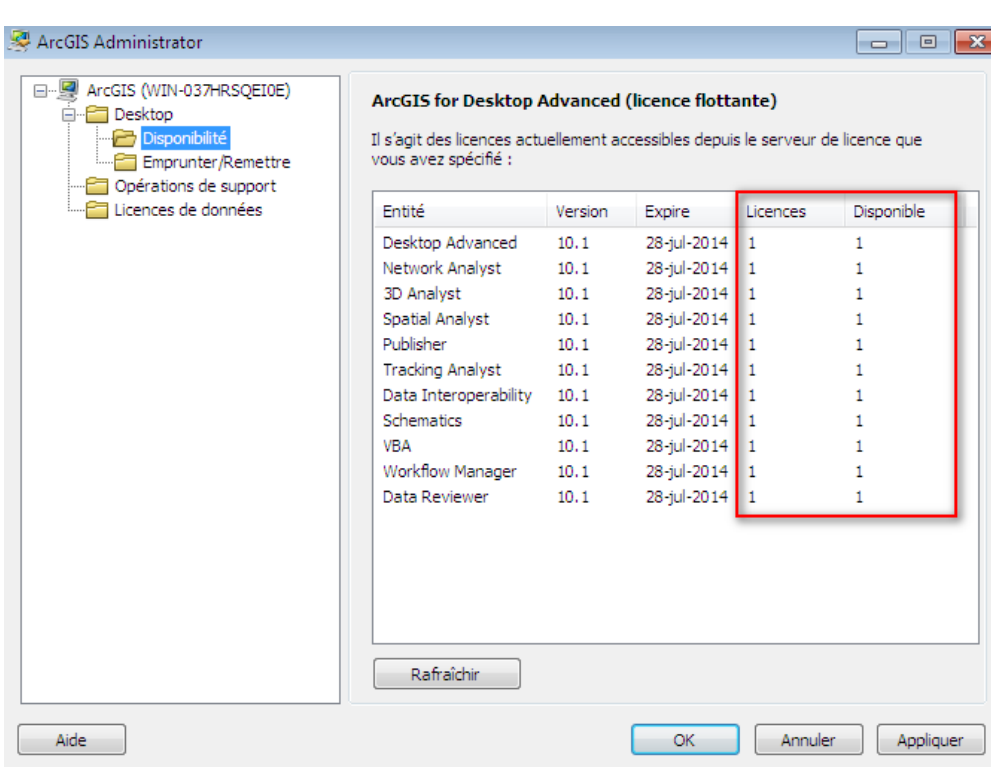 ArcGIS Administrator
ArcGIS (WIN-037HRSQEI0E)
Desktop
Disponibilité
Emprunter/Remettre
Opérations de support
Licences de données
ArcGIS for Desktop Advanced (licence flottante)
Il s'agit des licences actuellement accessibles depuis le serveur de licence que
vous avez spécifié :
Entité Version Expire Licences Disponible
Desktop Advanced 10.1 28-jul-2014 1 1
Network Analyst 10.1 28-jul-2014 1 1
3D Analyst 10.1 28-jul-2014 1 1
Spatial Analyst 10.1 28-jul-2014 1 1
Publisher 10.1 28-jul-2014 1 1
Tracking Analyst 10.1 28-jul-2014 1 1
Data Interoperability 10.1 28-jul-2014 1 1
Schematics 10.1 28-jul-2014 1 1
VBA 10.1 28-jul-2014 1 1
Workflow Manager 10.1 28-jul-2014 1 1
Data Reviewer 10.1 28-jul-2014 1 1
Rafraîchir
Aide OK Annuler Appliquer